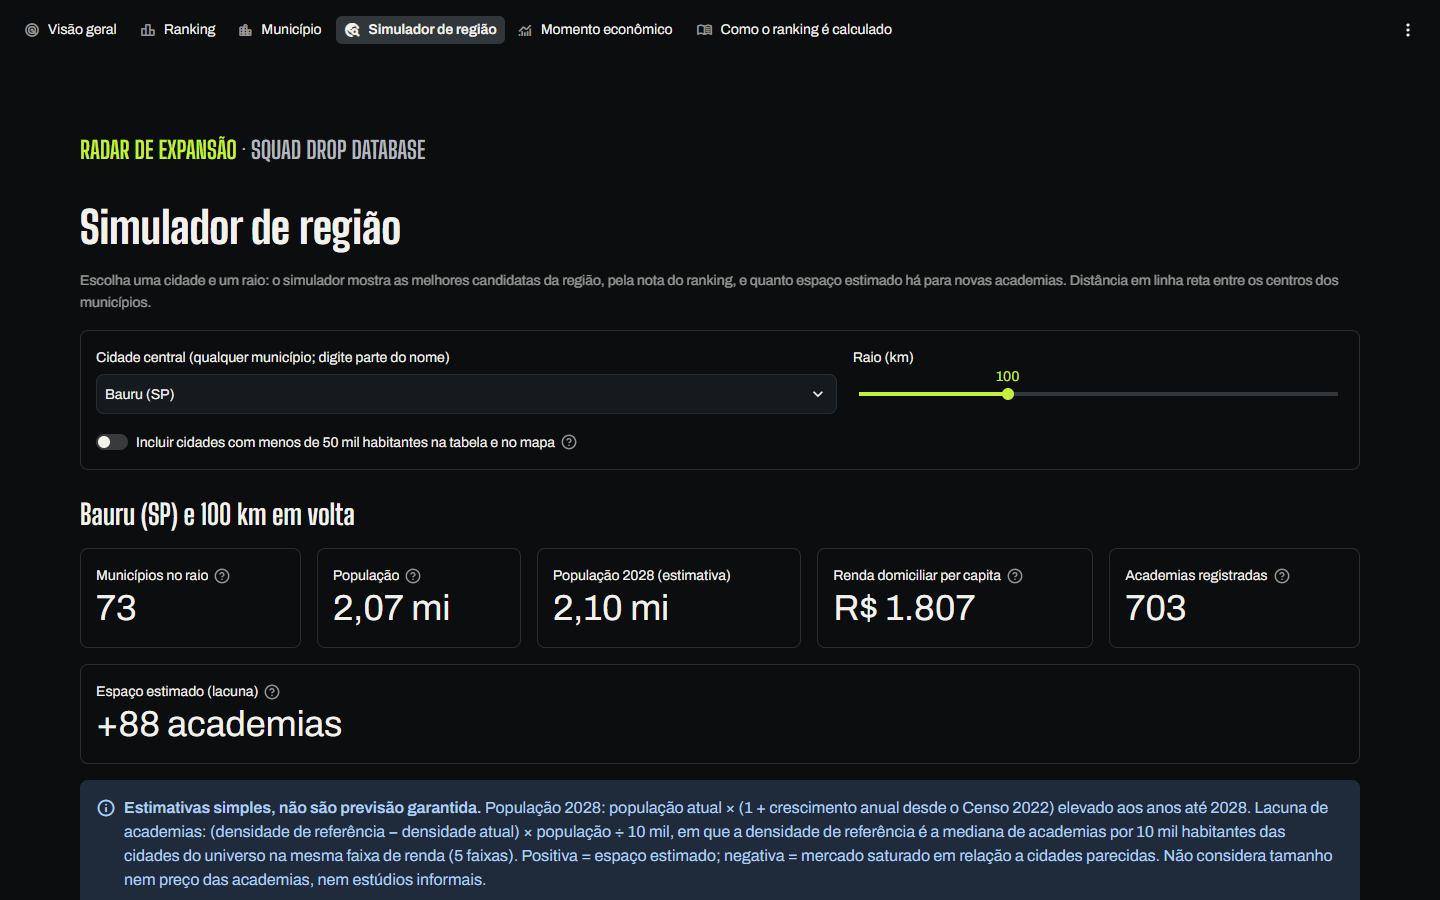 Visão geral
Ranking
Município
Simulador de região
Momento econômico
Como o ranking é calculado
RADAR DE EXPANSÃO · SQUAD DROP DATABASE
Simulador de região
Escolha uma cidade e um raio: o simulador mostra as melhores candidatas da região, pela nota do ranking, e quanto espaço estimado há para novas academias. Distância em linha reta entre os centros dos
municípios.
Cidade central (qualquer município; digite parte do nome)
Bauru (SP)
Raio (km)
100
Incluir cidades com menos de 50 mil habitantes na tabela e no mapa
Bauru (SP) e 100 km em volta
Municípios no raio
73
População
2,07 mi
População 2028 (estimativa)
2,10 mi
Renda domiciliar per capita
R$ 1.807
Academias registradas
703
Espaço estimado (lacuna)
+88 academias
Estimativas simples, não são previsão garantida. População 2028: população atual × (1 + crescimento anual desde o Censo 2022) elevado aos anos até 2028. Lacuna de
academias: (densidade de referência – densidade atual) × população ÷ 10 mil, em que a densidade de referência é a mediana de academias por 10 mil habitantes das
cidades do universo na mesma faixa de renda (5 faixas). Positiva = espaço estimado; negativa = mercado saturado em relação a cidades parecidas. Não considera tamanho
nem preço das academias, nem estúdios informais.